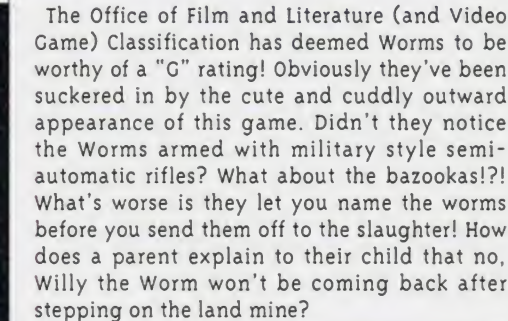 The Office of Film and Literature (and Video
Game) Classification has deemed Worms to be
worthy of a "G" rating! Obviously they've been
suckered in by the cute and cuddly outward
appearance of this game. Didn't they notice
the Worms armed with military style semi-
automatic rifles? What about the bazookas!?!
What's worse is they let you name the worms
before you send them off to the slaughter! How
does a parent explain to their child that no,
Willy the Worm won't be coming back after
stepping on the land mine?